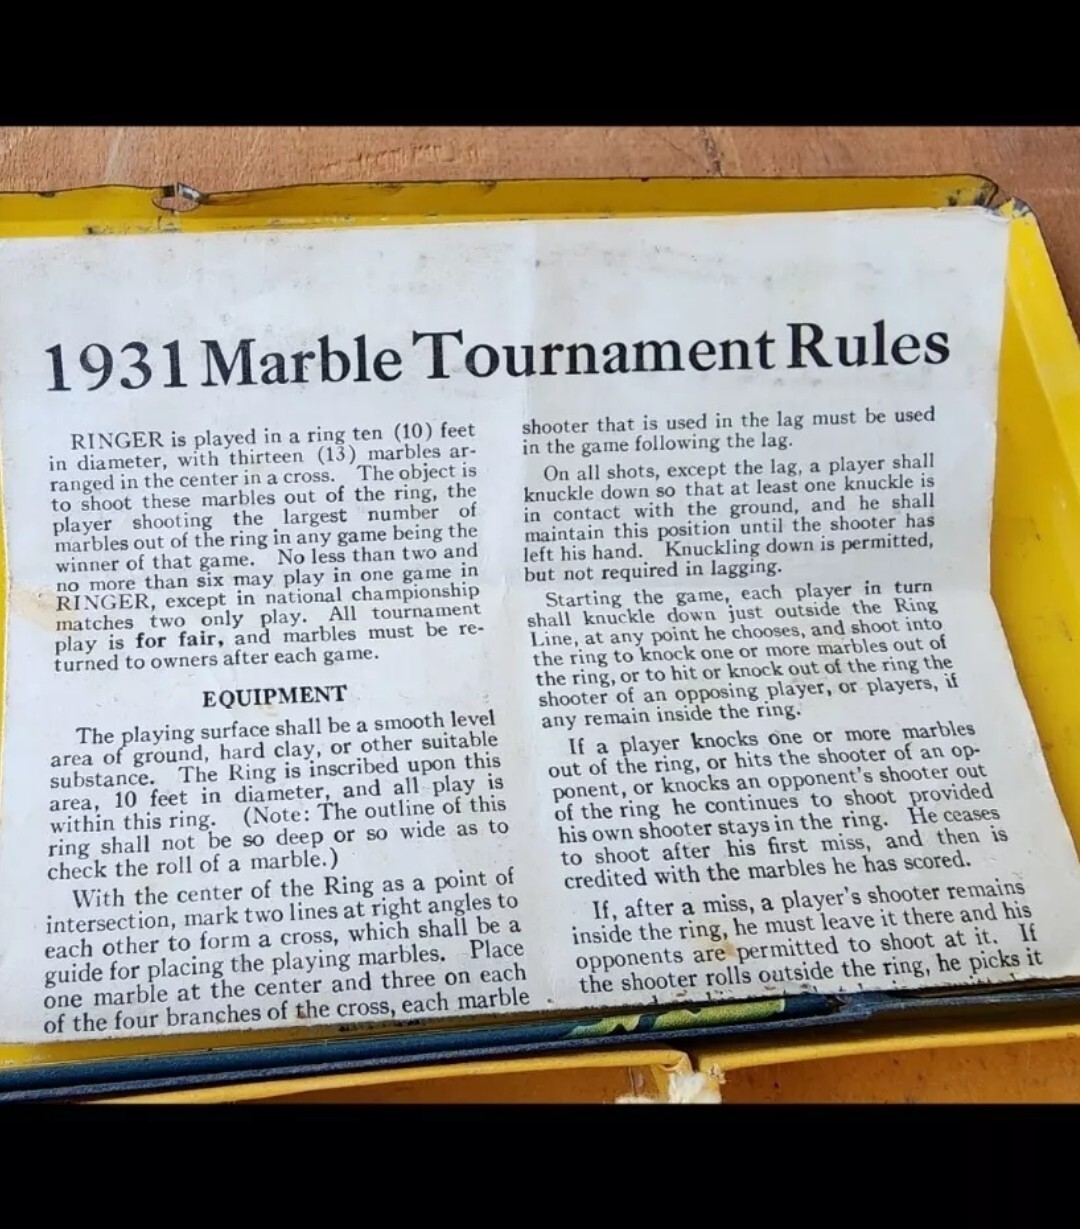 1931 Marble Tournament Rules
RINGER is played in a ring ten (10) feet
in diameter, with thirteen (13) marbles ar-
ranged in the center in a cross. The object is
to shoot these marbles out of the ring, the
player shooting the largest number of
marbles out of the ring in any game being the
winner of that game. No less than two and
no more than six may play in one game in
RINGER, except in national championship
matches two only play. All tournament
play is for fair, and marbles must be re-
turned to owners after each game.
EQUIPMENT
The playing surface shall be a smooth level
area of ground, hard clay, or other suitable
substance. The Ring is inscribed upon this
area, 10 feet in diameter, and all play is
within this ring. (Note: The outline of this
ring shall not be so deep or so wide as to
check the roll of a marble.)
With the center of the Ring as a point of
intersection, mark two lines at right angles to
each other to form a cross, which shall be a
guide for placing the playing marbles. Place
one marble at the center and three on each
of the four branches of the cross, each marble
shooter that is used in the lag must be used
in the game following the lag.
On all shots, except the lag, a player shall
knuckle down so that at least one knuckle is
in contact with the ground, and he shall
maintain this position until the shooter has
left his hand. Knuckling down is permitted,
but not required in lagging.
Starting the game, each player in turn
shall knuckle down just outside the Ring
Line, at any point he chooses, and shoot into
the ring to knock one or more marbles out of
the ring, or to hit or knock out of the ring the
shooter of an opposing player, or players, if
any remain inside the ring.
If a player knocks one or more marbles
out of the ring, or hits the shooter of an op-
ponent, or knocks an opponent's shooter out
of the ring he continues to shoot provided
his own shooter stays in the ring. He ceases
to shoot after his first miss, and then is
credited with the marbles he has scored.
If, after a miss, a player's shooter remains
inside the ring, he must leave it there and his
opponents are permitted to shoot at it. If
the shooter rolls outside the ring, he picks it